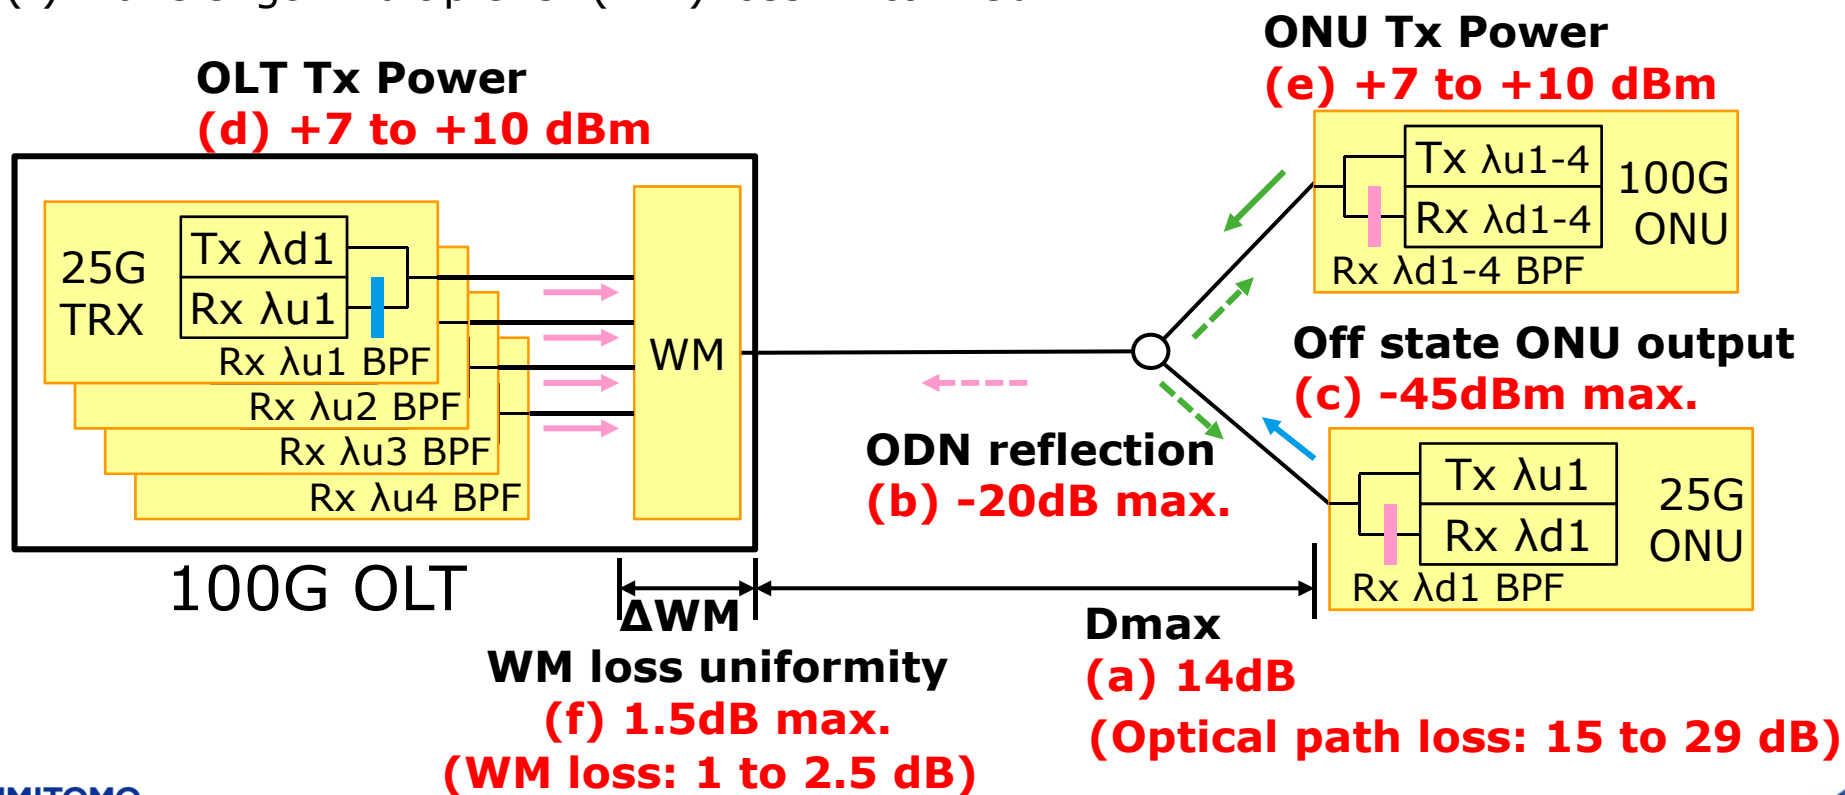 ONU Tx Power
(e) +7 to +10 dBm
OLT Tx Power
(d) +7 to +10 dBm
Tx λu1-4
Rx λd1-4
100G
ONU
Rx λd1-4 BPF
25G
TRX
Tx λd1
Rx λu1
Rx λu1 BPF
Rx λu2 BPF
Rx λu3 BPF
Rx λu4 BPF
WM
100G OLT
Off state ONU output
(c) -45dBm max.
ODN reflection
(b) -20dB max.
Tx λu1
Rx λd1
25G
ONU
Rx λd1 BPF
ΔWM
WM loss uniformity
(f) 1.5dB max.
(WM loss: 1 to 2.5 dB)
Dmax
(a) 14dB
(Optical path loss: 15 to 29 dB)